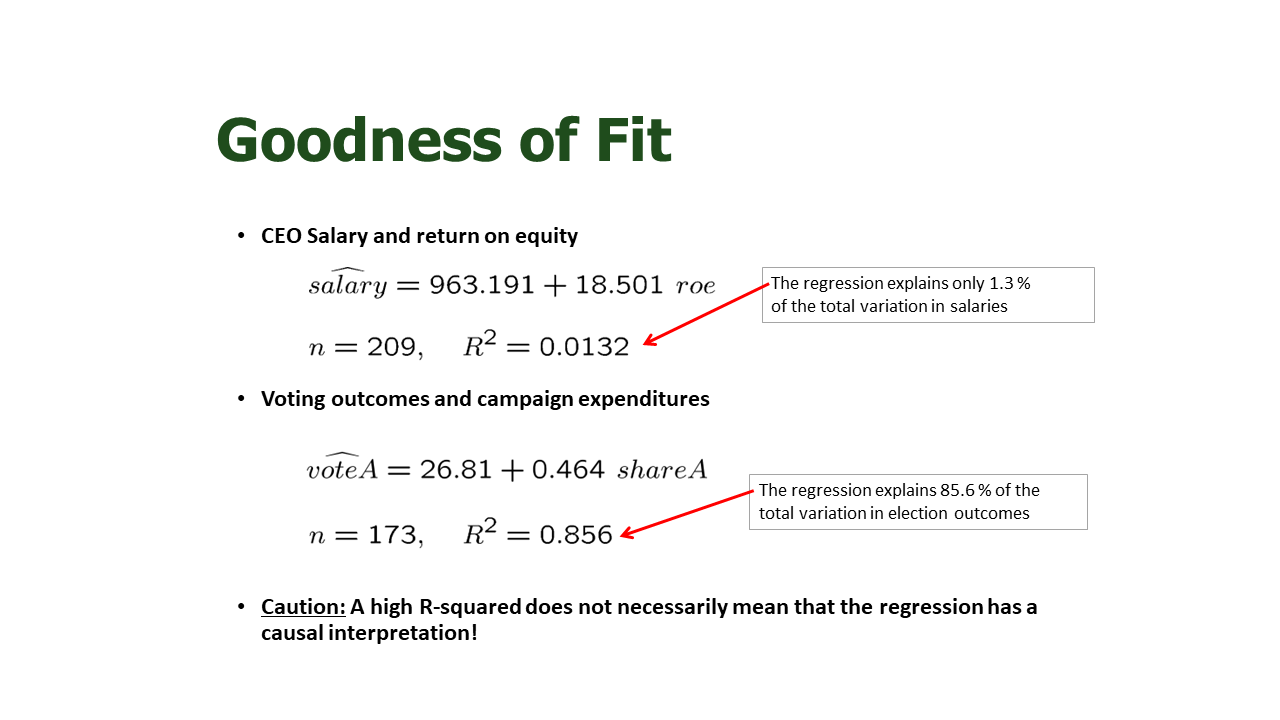 Goodness of Fit
• CEO Salary and return on equity
$\widehat{salary} = 963.191 + 18.501 \; roe$
The regression explains only 1.3 %
of the total variation in salaries
$n = 209, \quad R^2 = 0.0132$
• Voting outcomes and campaign expenditures
$\widehat{voteA} = 26.81 + 0.464 \; shareA$
The regression explains 85.6 % of the
total variation in election outcomes
$n = 173, \quad R^2 = 0.856$
• Caution: A high R-squared does not necessarily mean that the regression has a
causal interpretation!